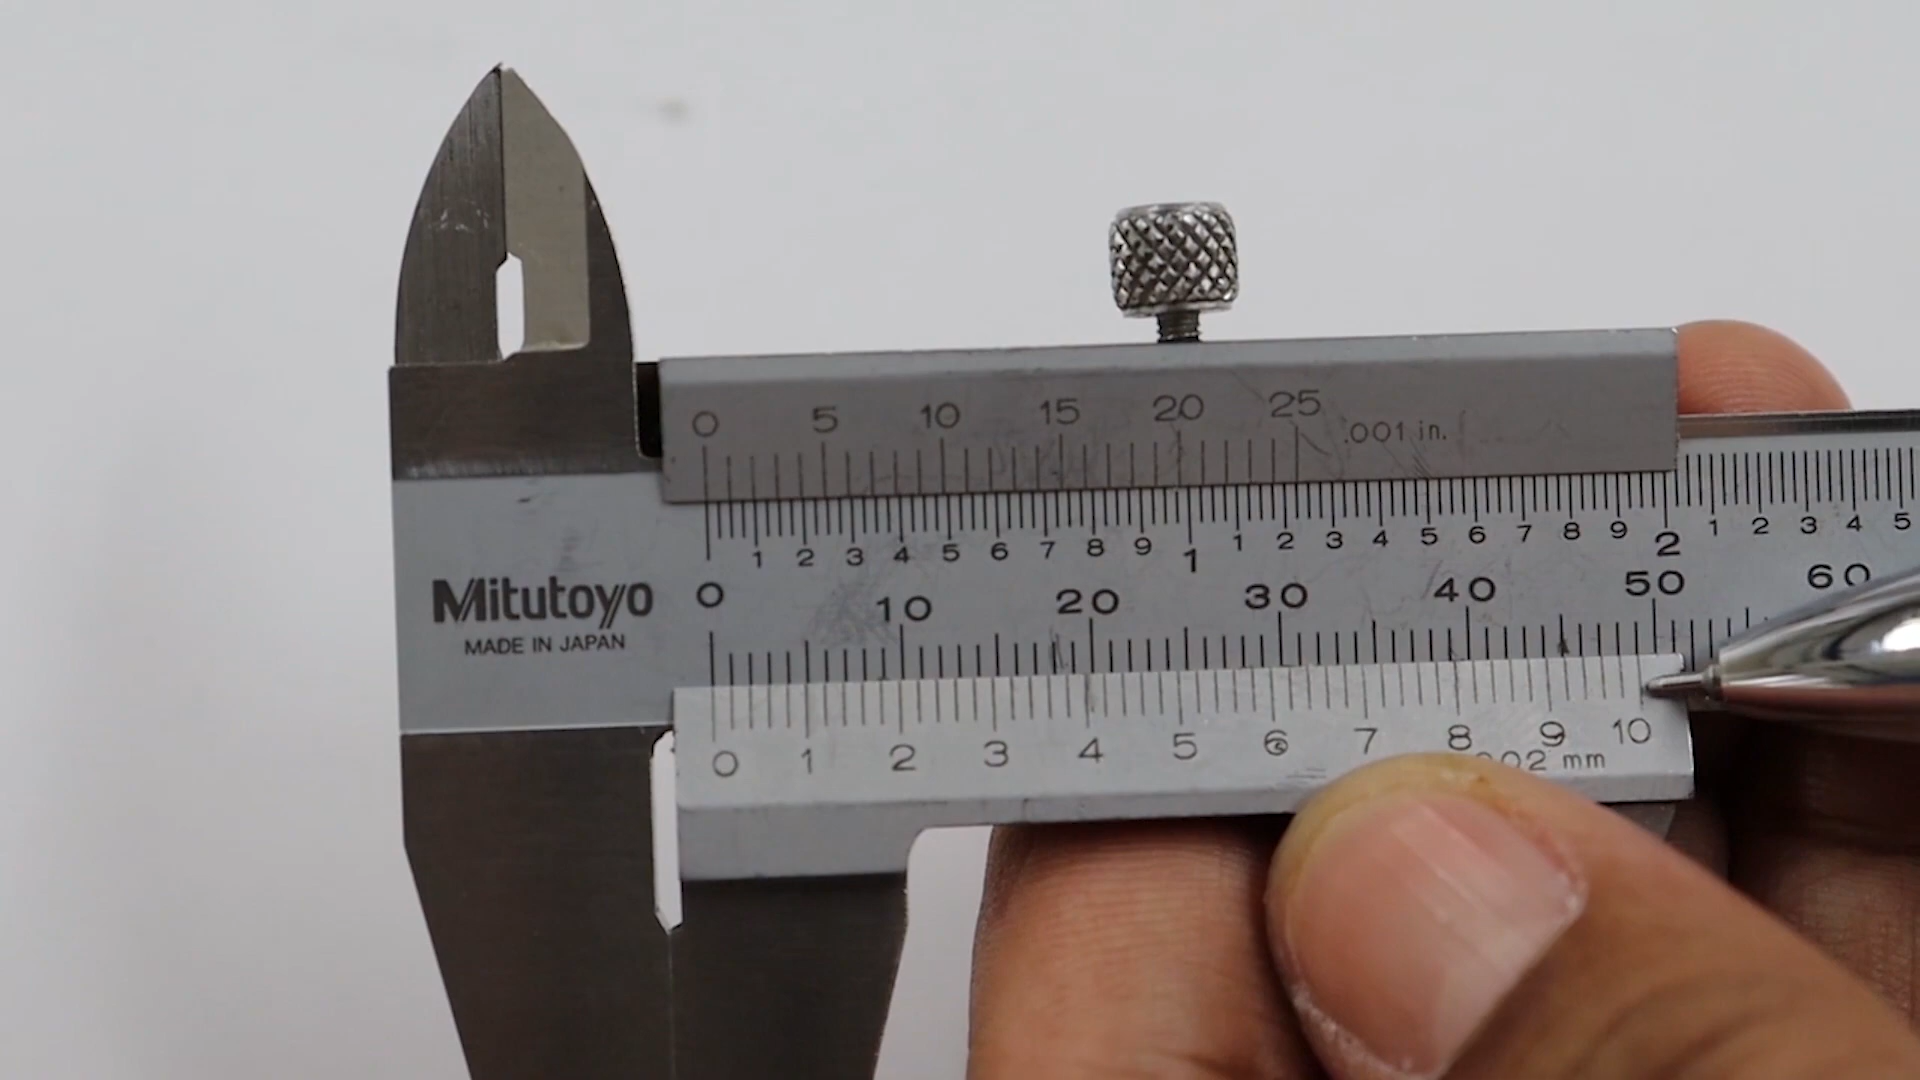 0 5 10 15 20 25 .001 in.
1 2 3 4 5 6 7 8 9 1 1 2 3 4 5 6 7 8 9 2 1 2 3 4 5
0 10 20 30 40 50 60
Mitutoyo
MADE IN JAPAN
0 1 2 3 4 5 6 7 8 9 10
02 mm